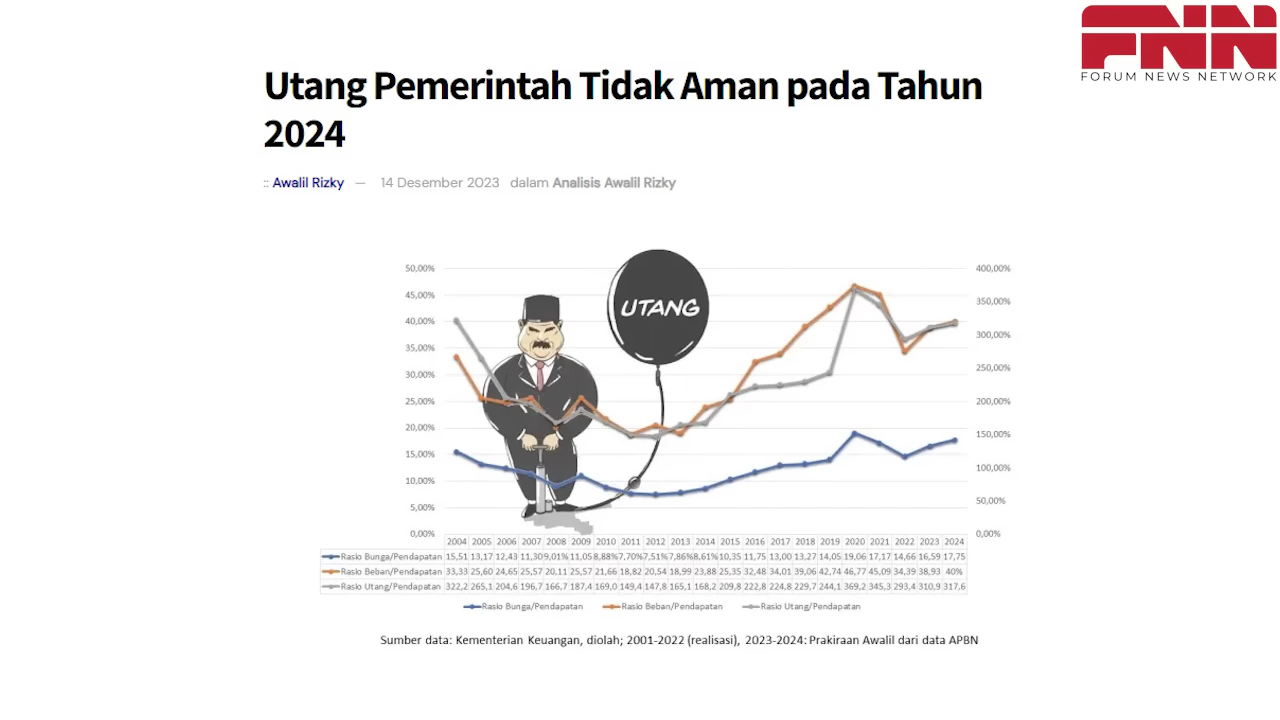 FNN
FORUM NEWS NETWORK
Utang Pemerintah Tidak Aman pada Tahun
2024
:: Awalil Rizky — 14 Desember 2023 dalam Analisis Awalil Rizky
UTANG
50,00% 400,00%
45,00% 350,00%
40,00% 300,00%
35,00%
30,00% 250,00%
25,00% 200,00%
20,00% 150,00%
15,00%
10,00% 100,00%
5,00% 50,00%
0,00% 0,00%
2004 2005 2006 2007 2008 2009 2010 2011 2012 2013 2014 2015 2016 2017 2018 2019 2020 2021 2022 2023 2024
Rasio Bunga/Pendapatan 15,51 13,17 12,43 11,30 9,01% 11,05 8,88% 7,70% 7,51% 7,86% 8,61% 10,35 11,75 13,00 13,27 14,05 19,06 17,17 14,66 16,59 17,75
Rasio Beban/Pendapatan 33,33 25,60 24,65 25,57 20,11 25,57 21,66 18,82 20,54 18,99 23,88 25,35 32,48 34,01 39,06 42,74 46,77 45,09 34,39 38,93 40%
Rasio Utang/Pendapatan 322,2 265,1 204,6 196,7 166,7 187,4 169,0 149,4 147,8 165,1 168,2 209,8 222,8 224,8 229,7 244,1 369,2 345,3 293,4 310,9 317,6
Rasio Bunga/Pendapatan Rasio Beban/Pendapatan Rasio Utang/Pendapatan
Sumber data: Kementerian Keuangan, diolah; 2001-2022 (realisasi), 2023-2024: Prakiraan Awalil dari data APBN